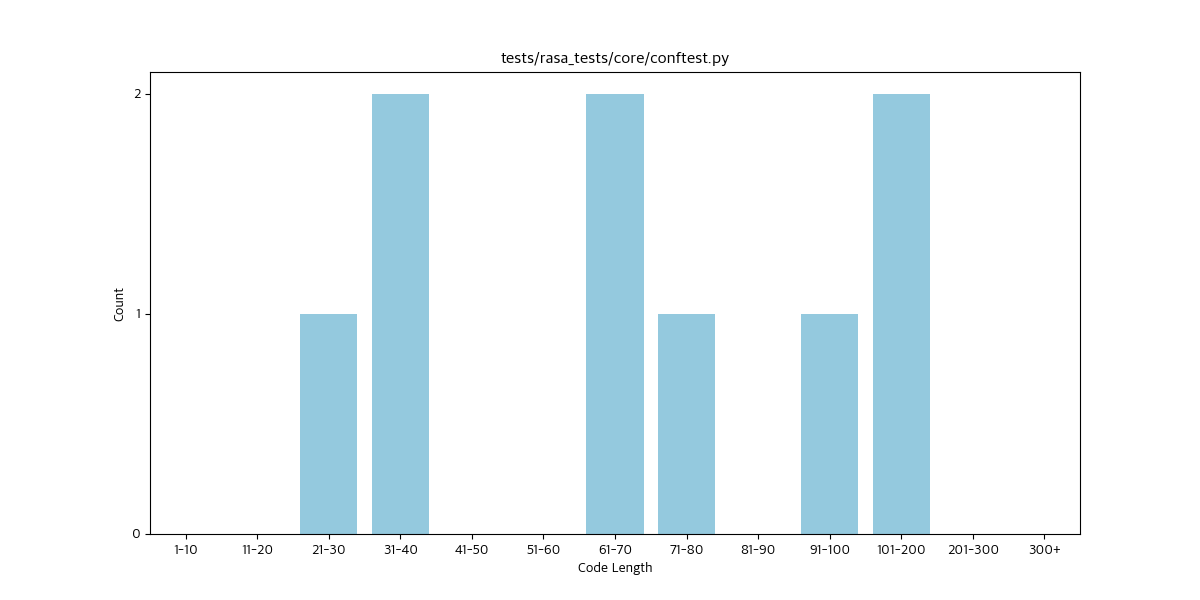 tests/rasa_tests/core/conftest.py
2
1
0
Count
1-10 11-20 21-30 31-40 41-50 51-60 61-70 71-80 81-90 91-100 101-200 201-300 300+
Code Length